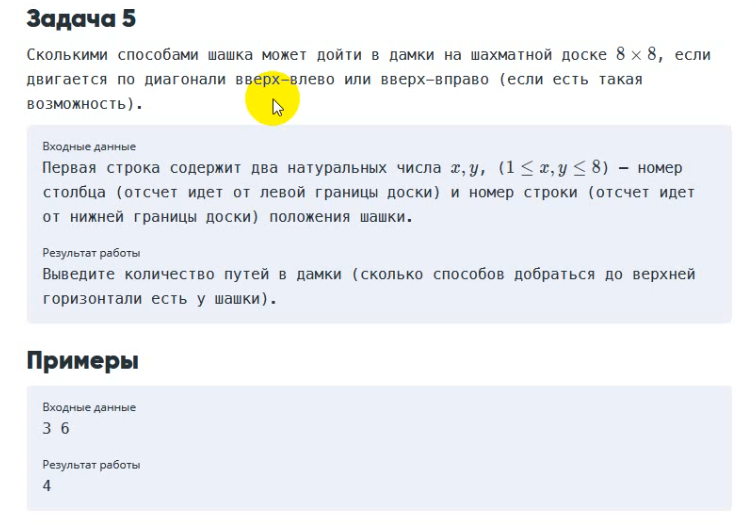 Задача 5
Сколькими способами шашка может дойти в дамки на шахматной доске 8 × 8, если
двигается по диагонали вверх-влево или вверх-вправо (если есть такая
возможность).
Входные данные
Первая строка содержит два натуральных числа x, y, (1 ≤ x, y ≤ 8) — номер
столбца (отсчет идет от левой границы доски) и номер строки (отсчет идет
от нижней границы доски) положения шашки.
Результат работы
Выведите количество путей в дамки (сколько способов добраться до верхней
горизонтали есть у шашки).
Примеры
Входные данные
3 6
Результат работы
4